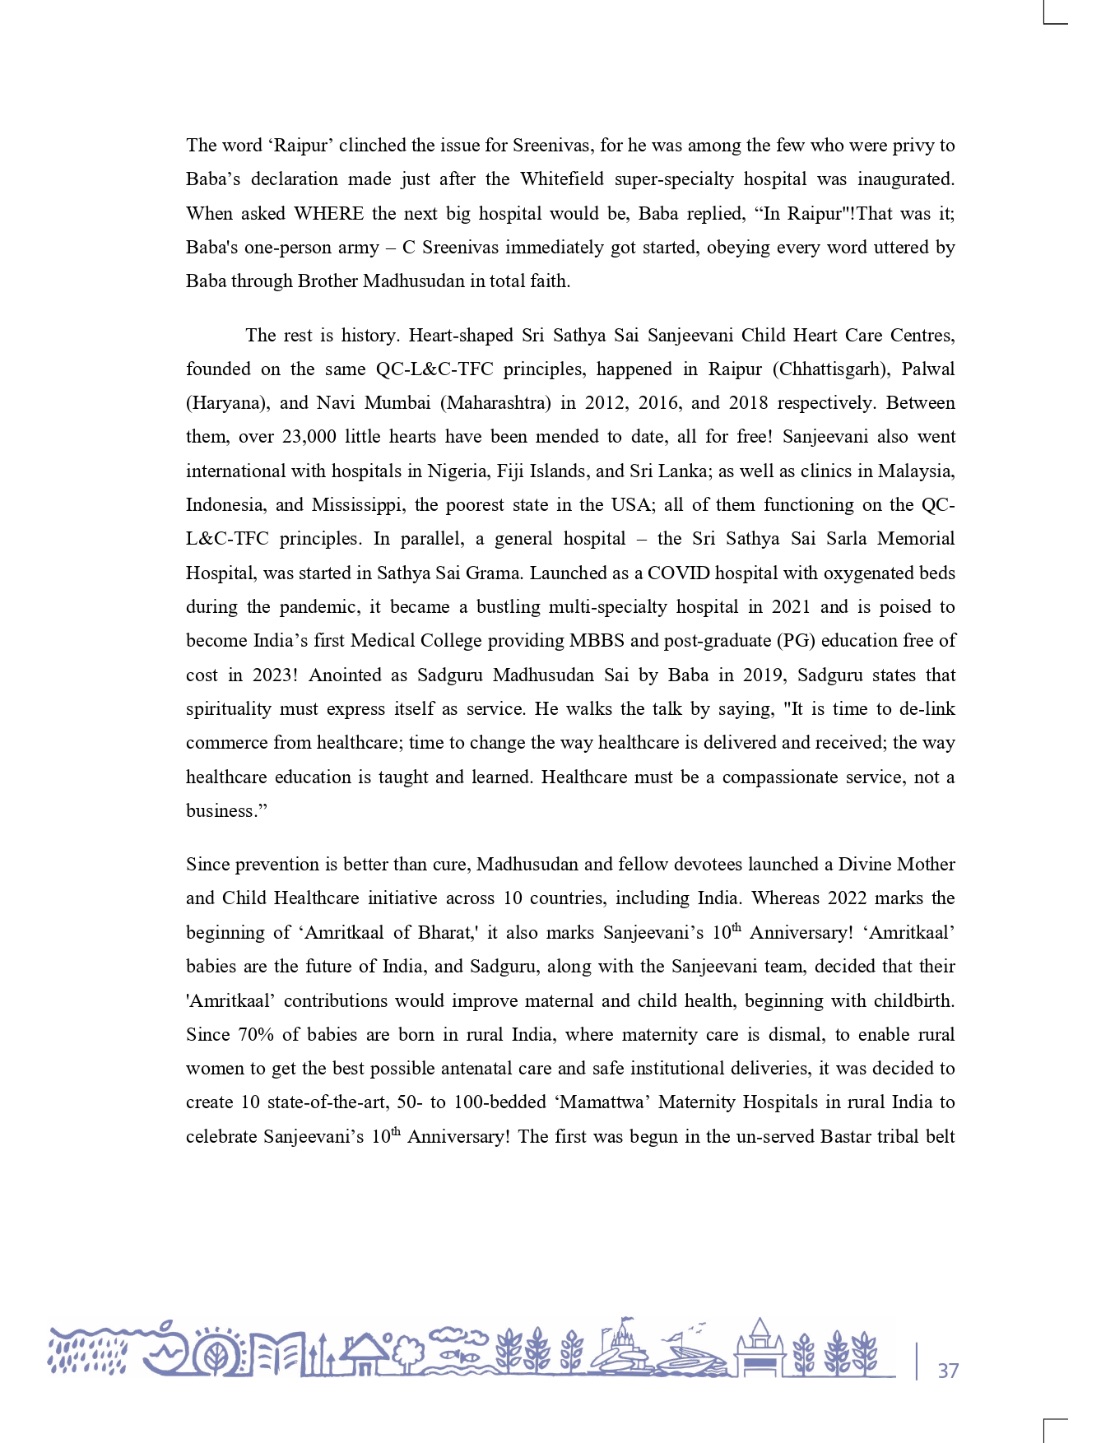 The word ‘Raipur’ clinched the issue for Sreenivas, for he was among the few who were privy to
Baba’s declaration made just after the Whitefield super-specialty hospital was inaugurated.
When asked WHERE the next big hospital would be, Baba replied, “In Raipur"!That was it;
Baba's one-person army – C Sreenivas immediately got started, obeying every word uttered by
Baba through Brother Madhusudan in total faith.
The rest is history. Heart-shaped Sri Sathya Sai Sanjeevani Child Heart Care Centres,
founded on the same QC-L&C-TFC principles, happened in Raipur (Chhattisgarh), Palwal
(Haryana), and Navi Mumbai (Maharashtra) in 2012, 2016, and 2018 respectively. Between
them, over 23,000 little hearts have been mended to date, all for free! Sanjeevani also went
international with hospitals in Nigeria, Fiji Islands, and Sri Lanka; as well as clinics in Malaysia,
Indonesia, and Mississippi, the poorest state in the USA; all of them functioning on the QC-
L&C-TFC principles. In parallel, a general hospital – the Sri Sathya Sai Sarla Memorial
Hospital, was started in Sathya Sai Grama. Launched as a COVID hospital with oxygenated beds
during the pandemic, it became a bustling multi-specialty hospital in 2021 and is poised to
become India’s first Medical College providing MBBS and post-graduate (PG) education free of
cost in 2023! Anointed as Sadguru Madhusudan Sai by Baba in 2019, Sadguru states that
spirituality must express itself as service. He walks the talk by saying, "It is time to de-link
commerce from healthcare; time to change the way healthcare is delivered and received; the way
healthcare education is taught and learned. Healthcare must be a compassionate service, not a
business.”
Since prevention is better than cure, Madhusudan and fellow devotees launched a Divine Mother
and Child Healthcare initiative across 10 countries, including India. Whereas 2022 marks the
beginning of ‘Amritkaal of Bharat,' it also marks Sanjeevani’s 10th Anniversary! ‘Amritkaal’
babies are the future of India, and Sadguru, along with the Sanjeevani team, decided that their
'Amritkaal’ contributions would improve maternal and child health, beginning with childbirth.
Since 70% of babies are born in rural India, where maternity care is dismal, to enable rural
women to get the best possible antenatal care and safe institutional deliveries, it was decided to
create 10 state-of-the-art, 50- to 100-bedded ‘Mamattwa’ Maternity Hospitals in rural India to
celebrate Sanjeevani’s 10th Anniversary! The first was begun in the un-served Bastar tribal belt
37